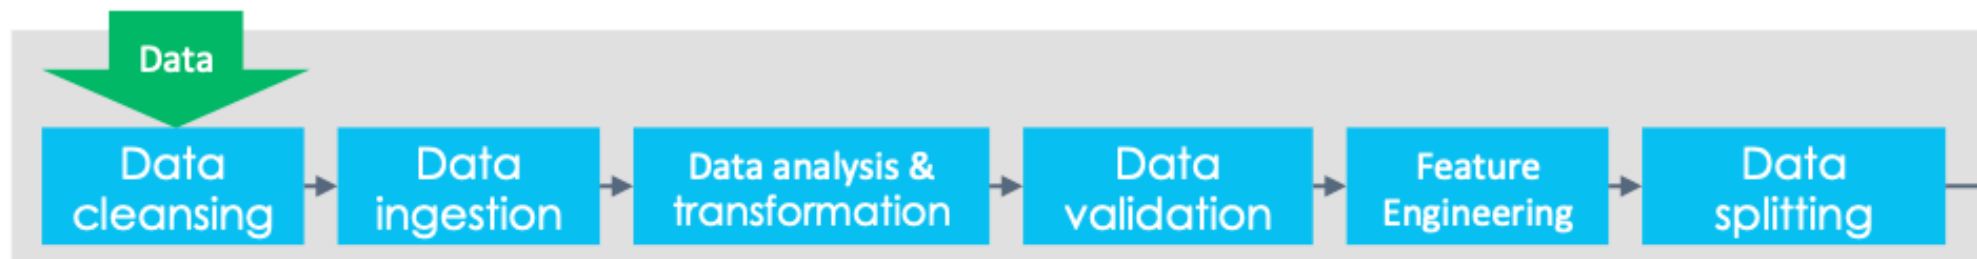 Data
Data
cleansing
Data
ingestion
Data analysis &
transformation
Data
validation
Feature
Engineering
Data
splitting